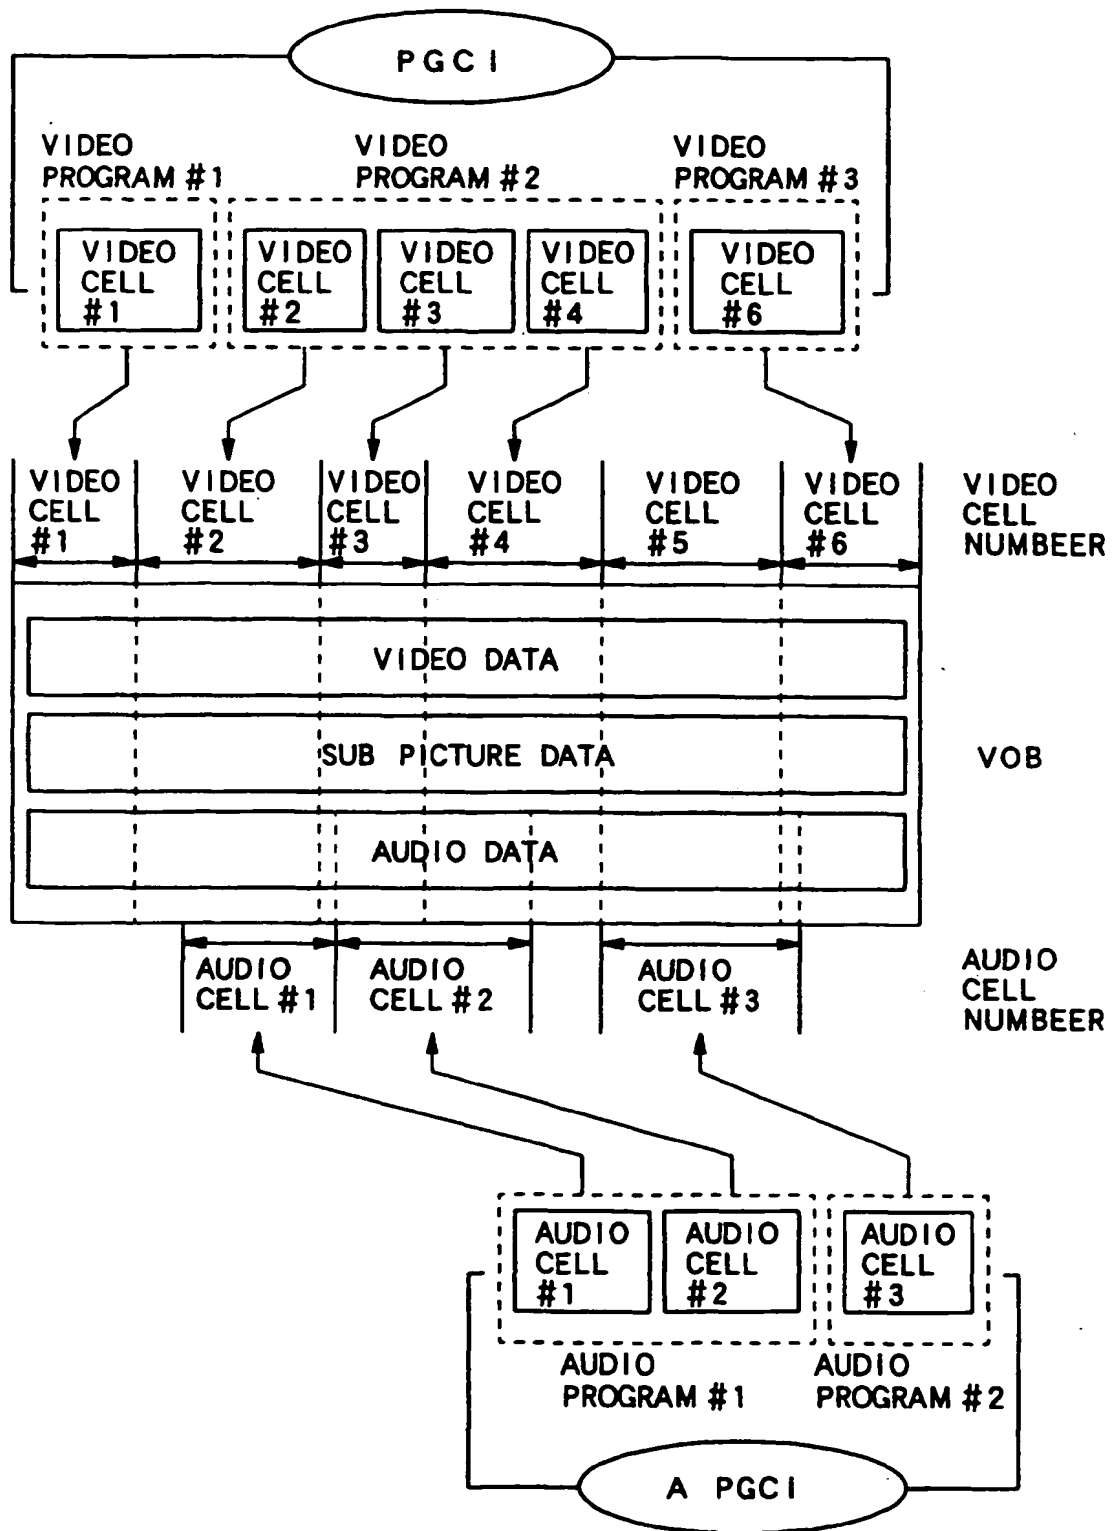 PGCI
VIDEO
PROGRAM #1
VIDEO
PROGRAM #2
VIDEO
PROGRAM #3
VIDEO
CELL
#1
VIDEO
CELL
#2
VIDEO
CELL
#3
VIDEO
CELL
#4
VIDEO
CELL
#6
VIDEO
CELL
#1
VIDEO
CELL
#2
VIDEO
CELL
#3
VIDEO
CELL
#4
VIDEO
CELL
#5
VIDEO
CELL
#6
VIDEO
CELL
NUMBEER
VIDEO DATA
SUB PICTURE DATA
VOB
AUDIO DATA
AUDIO
CELL #1
AUDIO
CELL #2
AUDIO
CELL #3
AUDIO
CELL
NUMBEER
AUDIO
CELL
#1
AUDIO
CELL
#2
AUDIO
CELL
#3
AUDIO
PROGRAM #1
AUDIO
PROGRAM #2
A PGCI